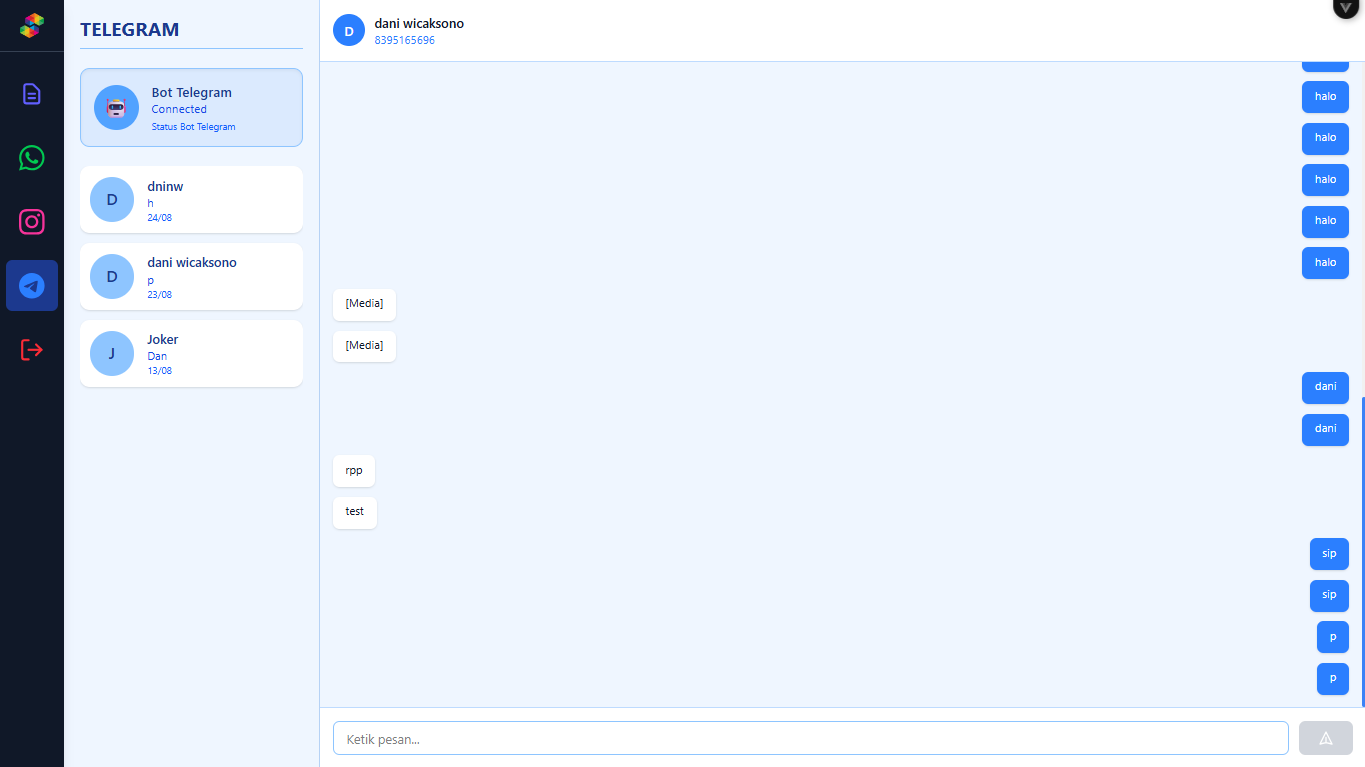 TELEGRAM
Bot Telegram
Connected
Status Bot Telegram
dninw
h
24/08
dani wicaksono
p
23/08
Joker
Dan
13/08
D
D
J
D
dani wicaksono
8395165696
halo
halo
halo
halo
halo
[Media]
[Media]
dani
dani
rpp
test
sip
sip
p
p
Ketik pesan...